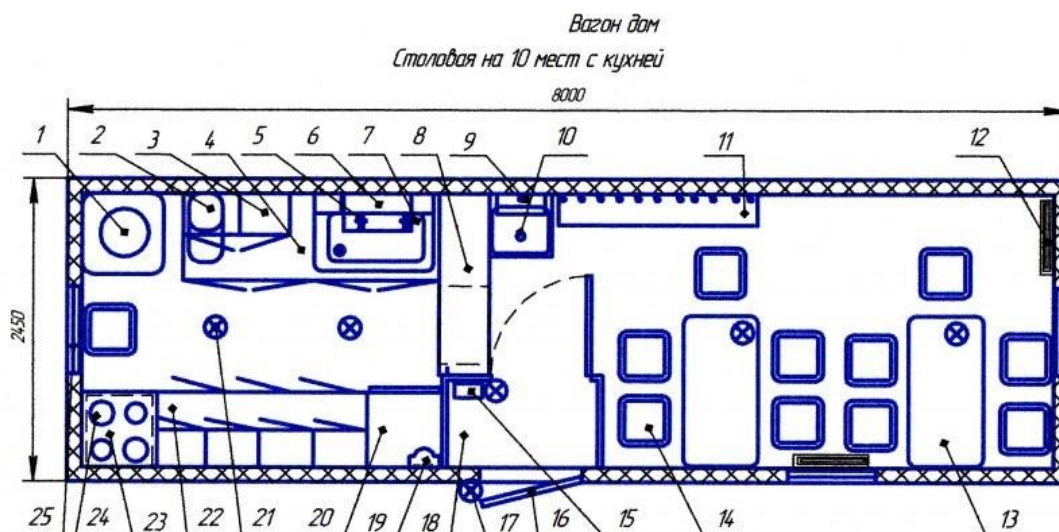 Вагон дом
Столовая на 10 мест с кухней
8000
1 2 3 4 5 6 7 8 9 10 11 12
2450
25 24 23 22 21 20 19 18 17 16 15 14 13